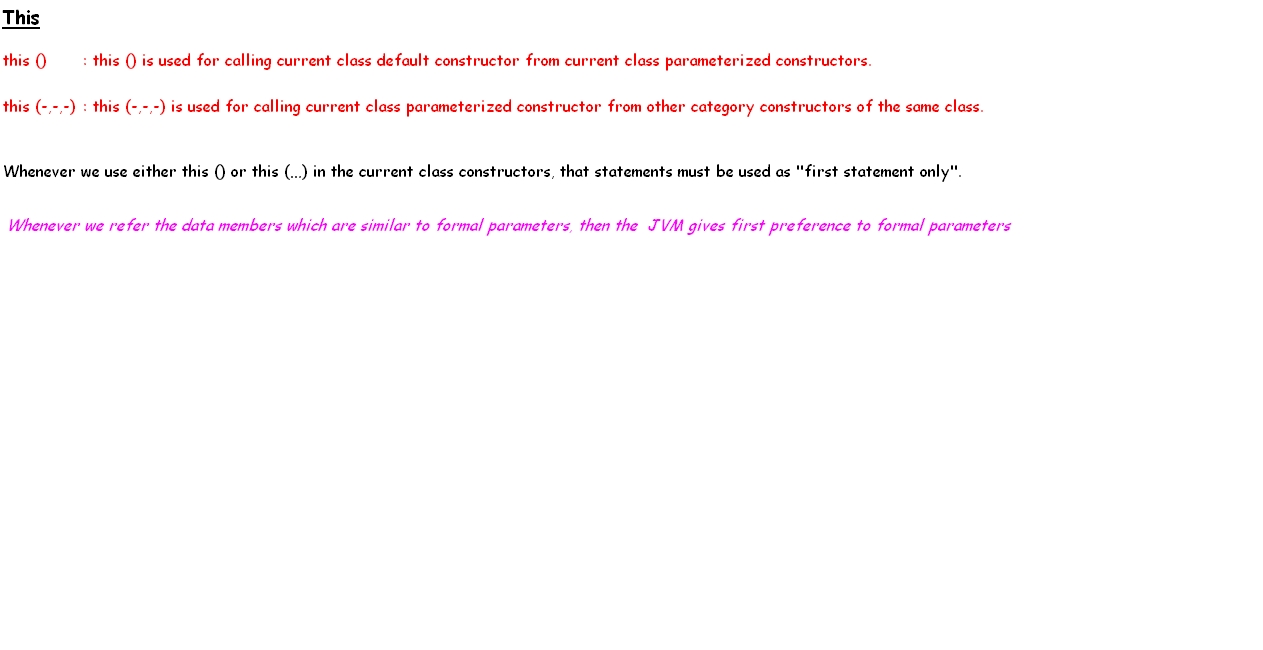 This
this () : this () is used for calling current class default constructor from current class parameterized constructors.
this (-,-,-) : this (-,-,-) is used for calling current class parameterized constructor from other category constructors of the same class.
Whenever we use either this () or this (...) in the current class constructors, that statements must be used as "first statement only".
Whenever we refer the data members which are similar to formal parameters, then the JVM gives first preference to formal parameters